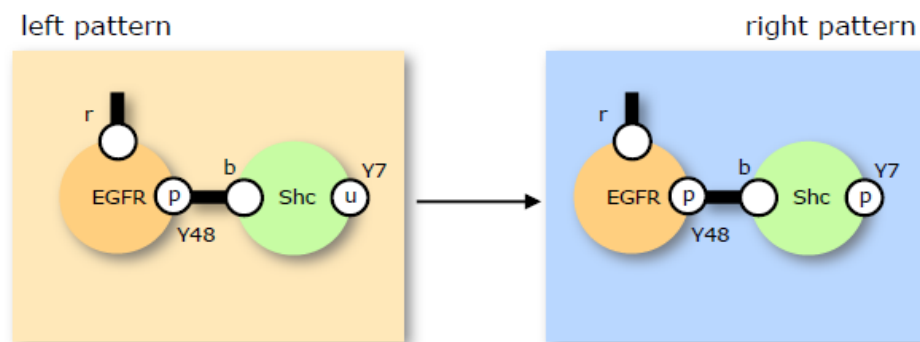 left pattern
right pattern
r
b
Y7
EGFR
p
Shc
u
Y48
r
b
Y7
EGFR
p
Shc
p
Y48